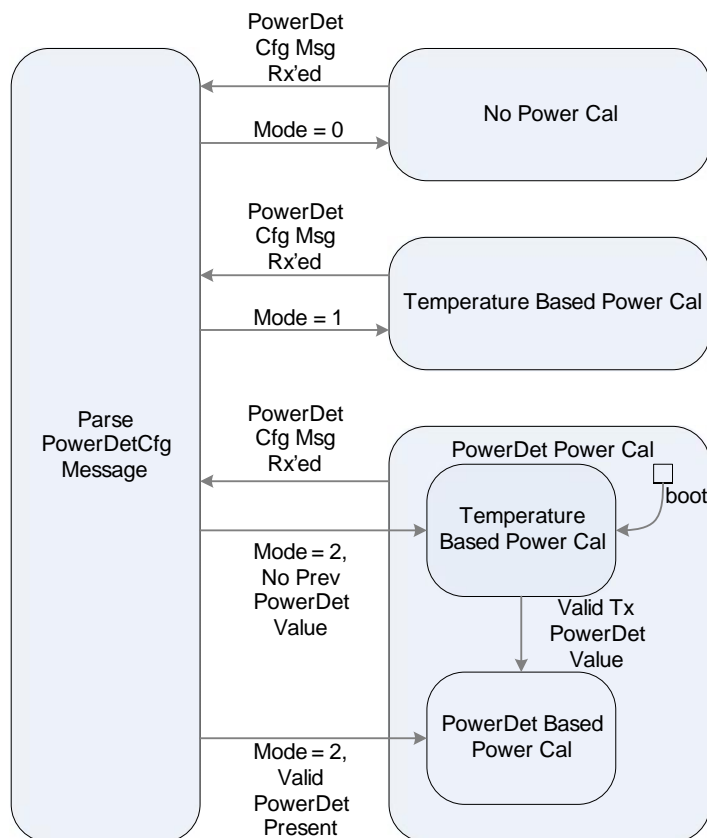 PowerDet
Cfg Msg
Rx'ed
No Power Cal
Mode = 0
PowerDet
Cfg Msg
Rx'ed
Temperature Based Power Cal
Mode = 1
Parse
PowerDetCfg
Message
PowerDet
Cfg Msg
Rx'ed
PowerDet Power Cal
boot
Temperature
Based Power Cal
Mode = 2,
No Prev
PowerDet
Value
Valid Tx
PowerDet
Value
PowerDet Based
Power Cal
Mode = 2,
Valid
PowerDet
Present